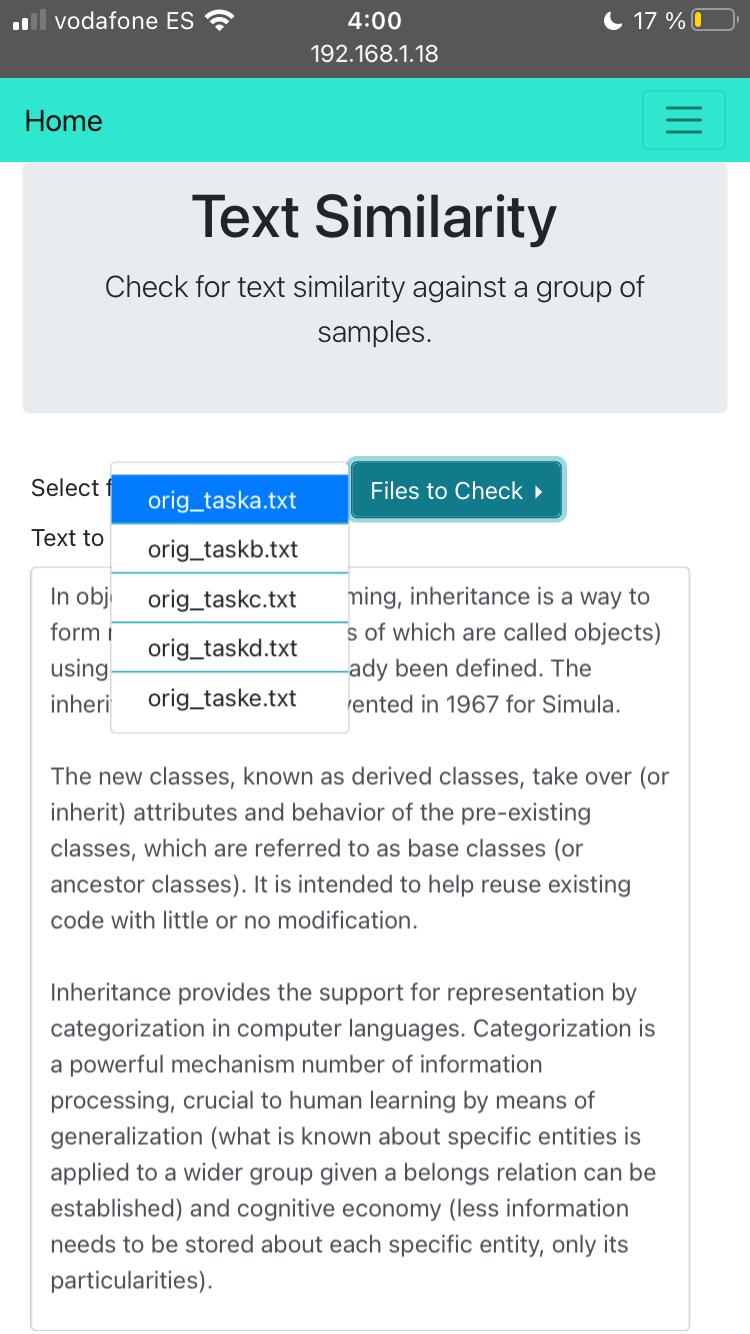 vodafone ES 4:00 17 %
192.168.1.18
Home
Text Similarity
Check for text similarity against a group of
samples.
Select
Files to Check
orig_taska.txt
orig_taskb.txt
orig_taskc.txt
orig_taskd.txt
orig_taske.txt
Text to
In obj ming, inheritance is a way to
form s of which are called objects)
using ady been defined. The
inheri ented in 1967 for Simula.
The new classes, known as derived classes, take over (or
inherit) attributes and behavior of the pre-existing
classes, which are referred to as base classes (or
ancestor classes). It is intended to help reuse existing
code with little or no modification.
Inheritance provides the support for representation by
categorization in computer languages. Categorization is
a powerful mechanism number of information
processing, crucial to human learning by means of
generalization (what is known about specific entities is
applied to a wider group given a belongs relation can be
established) and cognitive economy (less information
needs to be stored about each specific entity, only its
particularities).